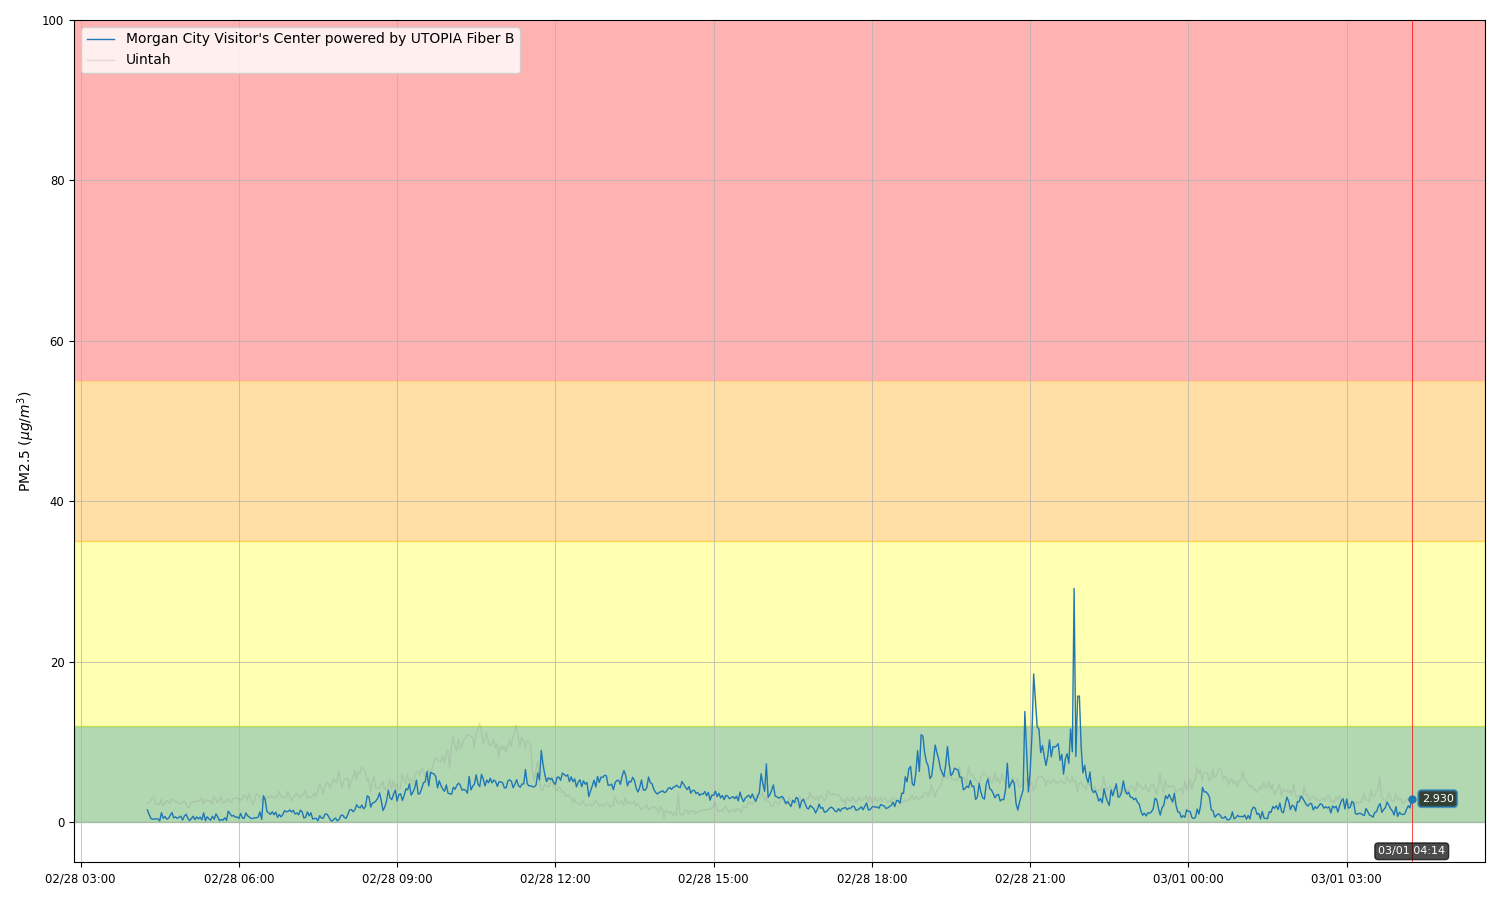 100
80
60
40
20
0
PM2.5 (μg/m³)
Morgan City Visitor's Center powered by UTOPIA Fiber B
Uintah
2.930
03/01 04:14
02/28 03:00 02/28 06:00 02/28 09:00 02/28 12:00 02/28 15:00 02/28 18:00 02/28 21:00 03/01 00:00 03/01 03:00